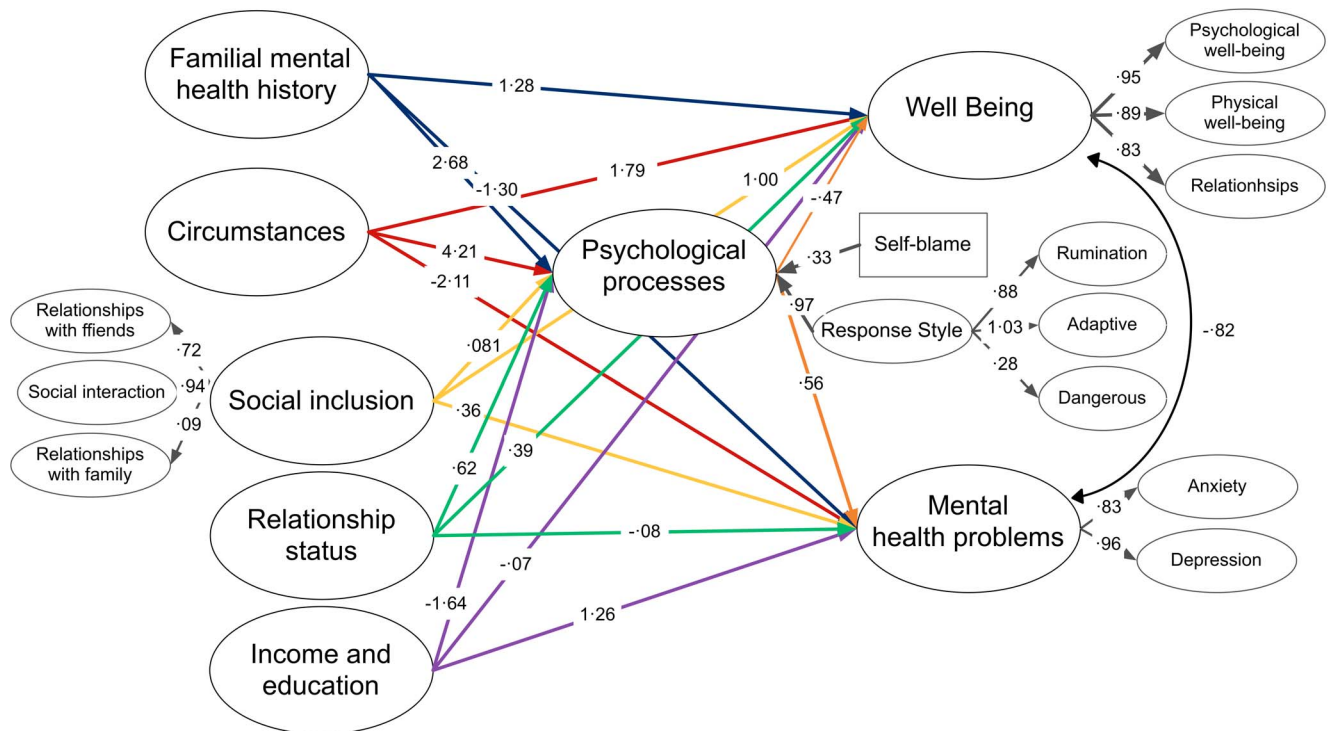 Familial mental
health history
Circumstances
Relationships
with ffiends
Social interaction
Relationships
with family
Social inclusion
Relationship
status
Income and
education
Psychological
processes
Well Being
Mental
health problems
Psychological
well-being
Physical
well-being
Relationhsips
Self-blame
Response Style
Rumination
Adaptive
Dangerous
Anxiety
Depression
1·28
2·68
-1·30
1·79
4·21
-2·11
1·00
·081
·36
·62
·39
-·08
-1·64
-·07
1·26
-·47
·56
·33
·97
·88
1·03
·28
·95
·89
·83
-·82
·83
·96
·72
·94
·09